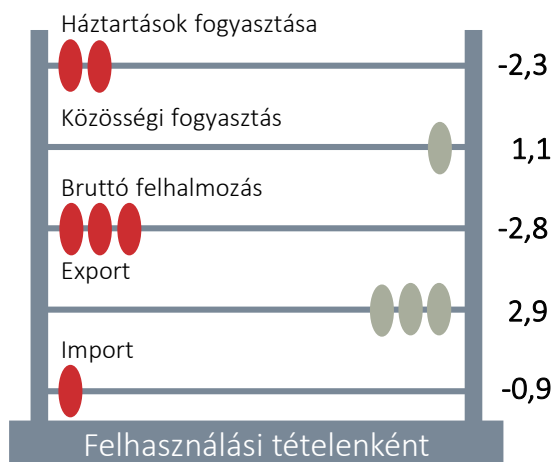 Háztartások fogyasztása
-2,3
Közösségi fogyasztás
1,1
Bruttó felhalmozás
-2,8
Export
2,9
Import
-0,9
Felhasználási tételenként